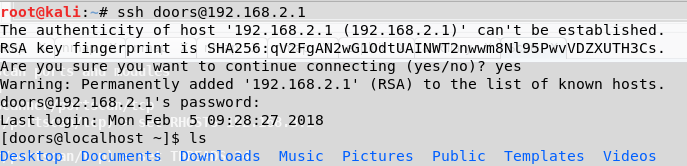 root@kali:~# ssh doors@192.168.2.1
The authenticity of host '192.168.2.1 (192.168.2.1)' can't be established.
RSA key fingerprint is SHA256:qV2FgAN2wG1OdtUAINWT2nwwm8Nl95PwvVDZXUTH3Cs.
Are you sure you want to continue connecting (yes/no)? yes
Warning: Permanently added '192.168.2.1' (RSA) to the list of known hosts.
doors@192.168.2.1's password:
Last login: Mon Feb  5 09:28:27 2018
[doors@localhost ~]$ ls
Desktop  Documents  Downloads  Music  Pictures  Public  Templates  Videos